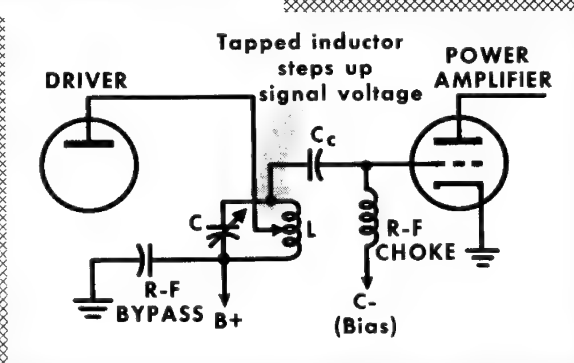 Tapped inductor
steps up
signal voltage
DRIVER
POWER
AMPLIFIER
Cc
C
L
R-F
CHOKE
R-F
BYPASS
B+
C-
(Bias)